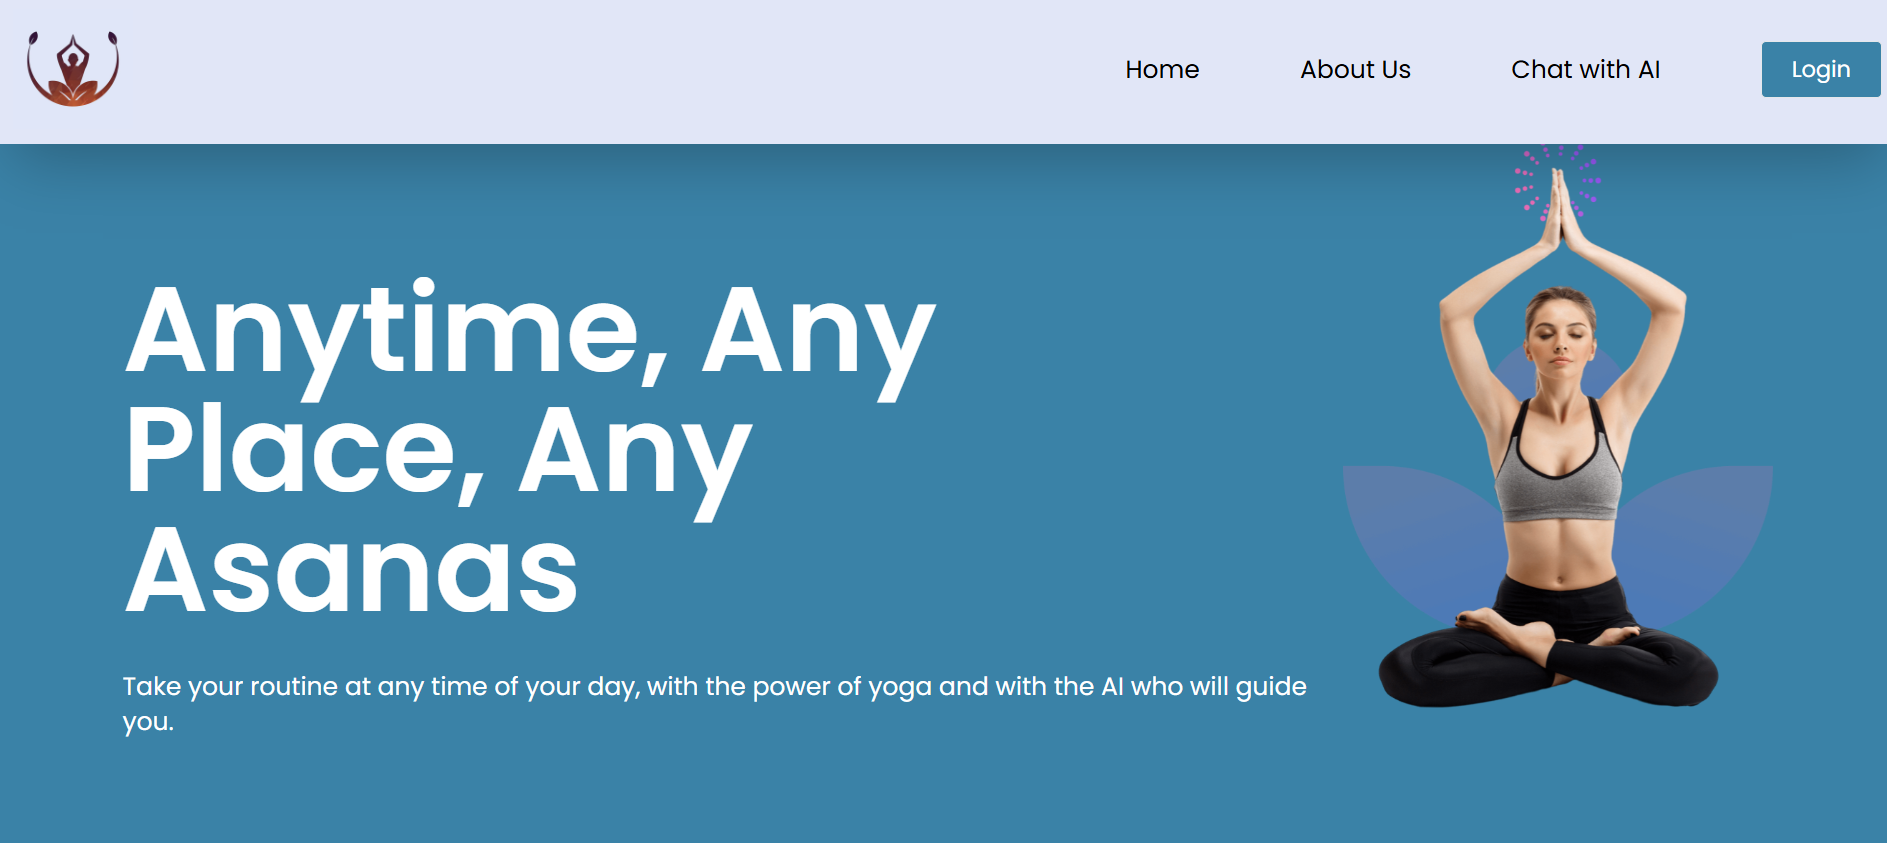 Home About Us Chat with AI Login
Anytime, Any
Place, Any
Asanas
Take your routine at any time of your day, with the power of yoga and with the AI who will guide
you.